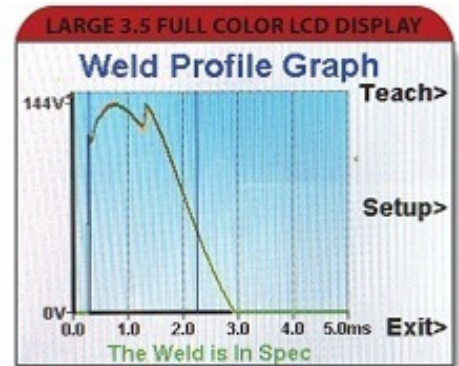 LARGE 3.5 FULL COLOR LCD DISPLAY
Weld Profile Graph
144V
Teach>
Setup>
0V
0.0 1.0 2.0 3.0 4.0 5.0ms
Exit>
The Weld is In Spec